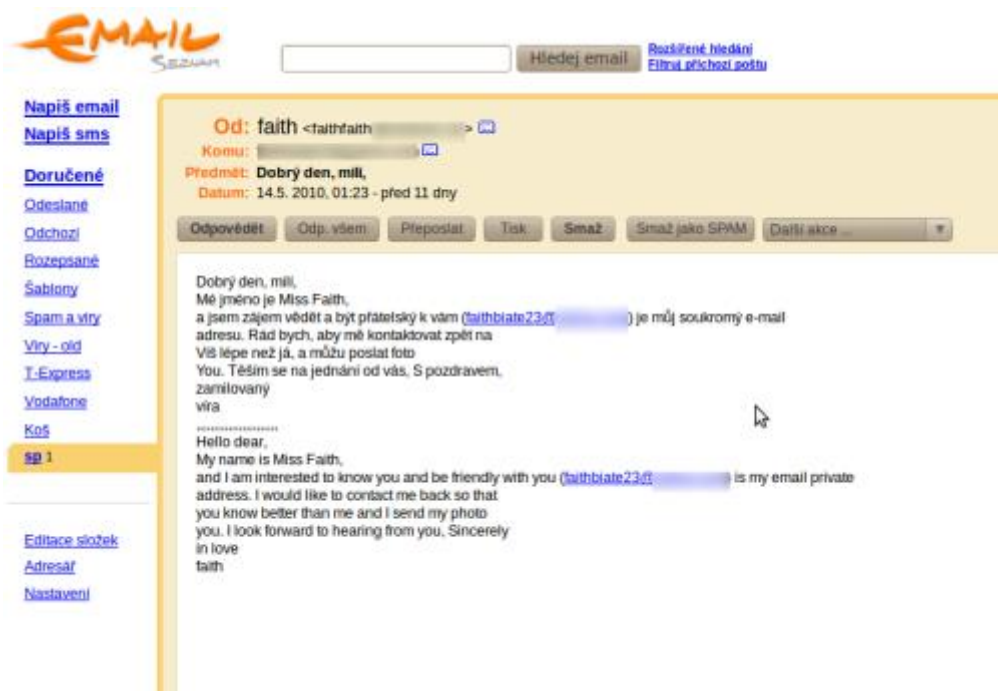 EMAIL
SEZNAM
Hledej email
Rozšířené hledání
Filtruj příchozí poštu
Napiš email
Napiš sms
Doručené
Odeslané
Odchozí
Rozepsané
Šablony
Spam a viry
Viry - old
T-Express
Vodafone
Koš
sp 1
Editace složek
Adresář
Nastavení
Od: faith <faithfaith >
Komu:
Předmět: Dobrý den, milí,
Datum: 14.5. 2010, 01:23 - před 11 dny
Odpovědět Odp. všem Přeposlat Tisk Smaž Smaž jako SPAM Další akce ...
Dobrý den, milí,
Mé jméno je Miss Faith,
a jsem zájem vědět a být přátelský k vám (faithbiate23@ ) je můj soukromý e-mail
adresu. Rád bych, aby mě kontaktovat zpět na
Víš lépe než já, a můžu poslat foto
You. Těším se na jednání od vás, S pozdravem,
zamilovaný
víra
....................
Hello dear,
My name is Miss Faith,
and I am interested to know you and be friendly with you (faithbiate23@ ) is my email private
address. I would like to contact me back so that
you know better than me and I send my photo
you. I look forward to hearing from you, Sincerely
in love
faith